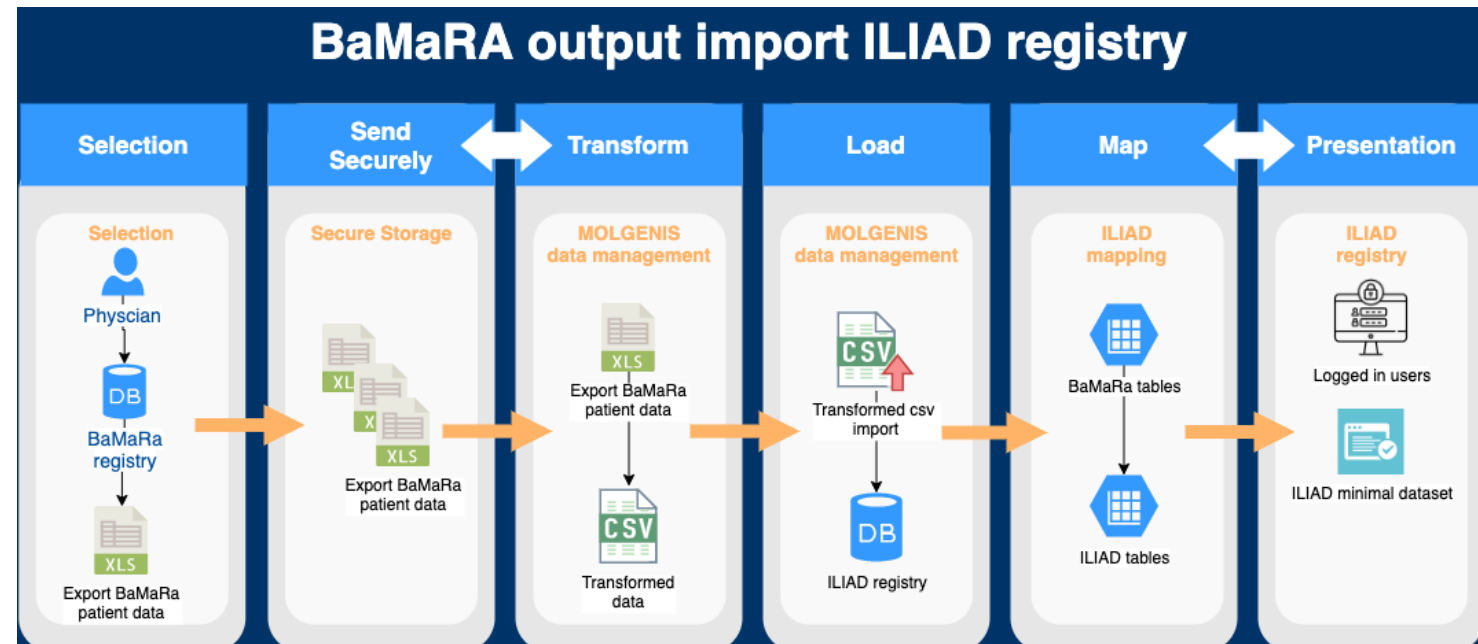 BaMaRA output import ILIAD registry
Selection
Send
Securely
Transform
Load
Map
Presentation
Selection
Physcian
DB
BaMaRa
registry
XLS
Export BaMaRa
patient data
Secure Storage
XL
X
XLS
Export BaMaRa
patient data
MOLGENIS
data management
XLS
Export BaMaRa
patient data
CSV
Transformed
data
MOLGENIS
data management
CSV
Transformed csv
import
DB
ILIAD registry
ILIAD
mapping
BaMaRa tables
ILIAD tables
ILIAD
registry
Logged in users
ILIAD minimal dataset